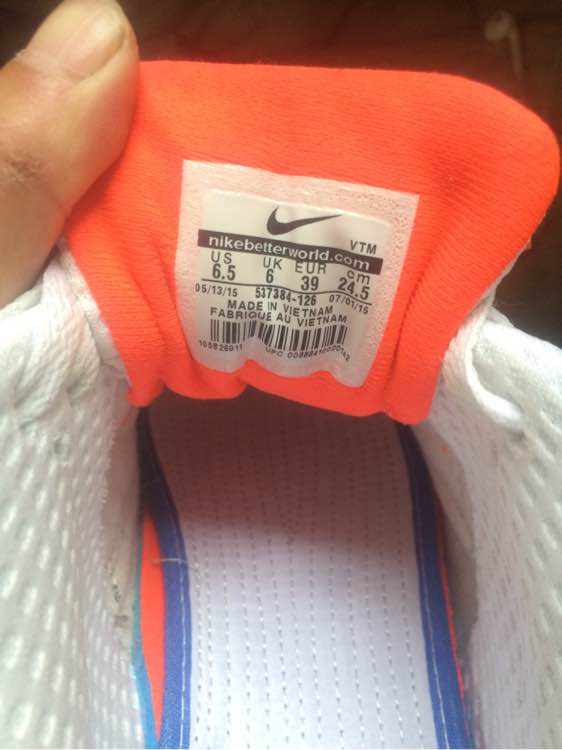 VTM
nikebetterworld.com
US UK EUR cm
6.5 6 39 24.5
05/13/15 537384-126 07/01/15
MADE IN VIETNAM
FABRIQUE AU VIETNAM
UPC